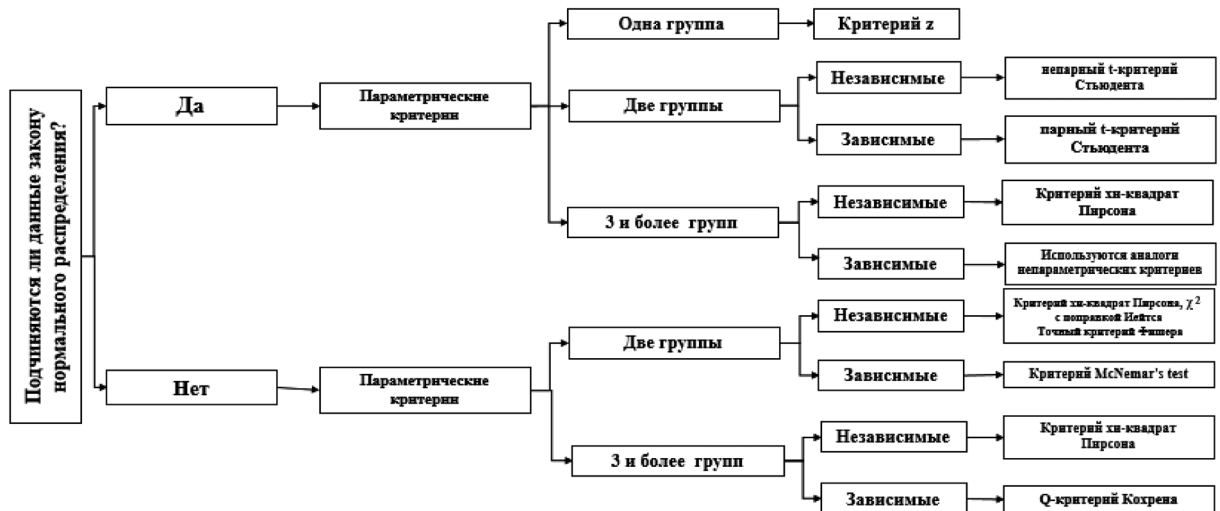 Подчиняются ли данные закону
нормального распределения?
Да
Параметрические
критерии
Одна группа
Критерий z
Две группы
Независимые
непарный t-критерий
Стьюдента
Зависимые
парный t-критерий
Стьюдента
3 и более групп
Независимые
Критерий хи-квадрат
Пирсона
Зависимые
Используются аналоги
непараметрических критериев
Нет
Параметрические
критерии
Две группы
Независимые
Критерий хи-квадрат Пирсона, χ²
с поправкой Йейтса
Точный критерий Фишера
Зависимые
Критерий McNemar's test
3 и более групп
Независимые
Критерий хи-квадрат
Пирсона
Зависимые
Q-критерий Кохрена